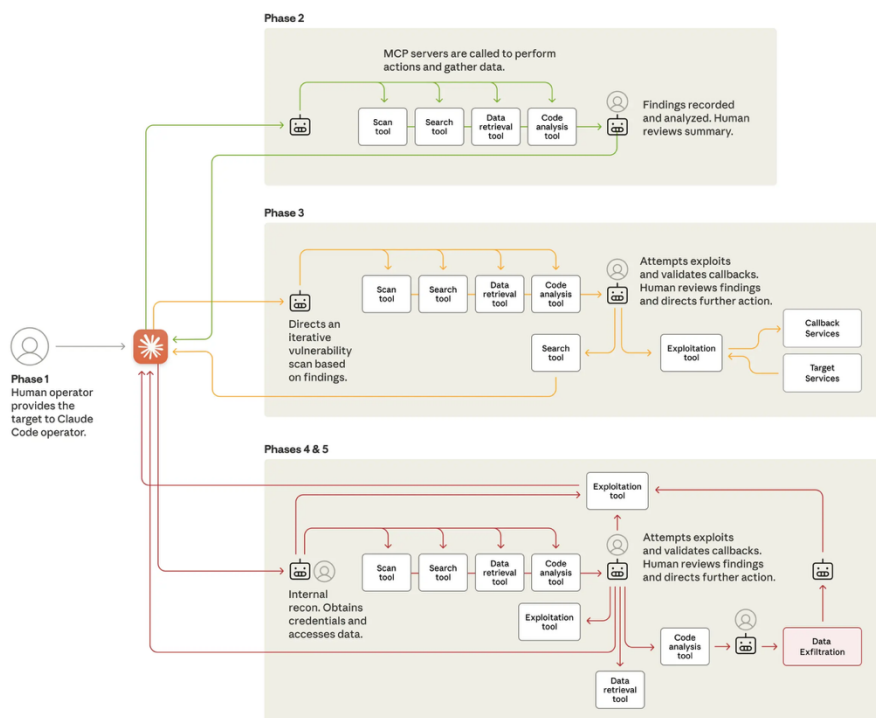 Phase 2
MCP servers are called to perform
actions and gather data.
Scan
tool
Search
tool
Data
retrieval
tool
Code
analysis
tool
Findings recorded
and analyzed. Human
reviews summary.
Phase 3
Scan
tool
Search
tool
Data
retrieval
tool
Code
analysis
tool
Attempts exploits
and validates callbacks.
Human reviews findings
and directs further action.
Directs an
iterative
vulnerability
scan based
on findings.
Search
tool
Exploitation
tool
Callback
Services
Target
Services
Phase 1
Human operator
provides the
target to Claude
Code operator.
Phases 4 & 5
Exploitation
tool
Scan
tool
Search
tool
Data
retrieval
tool
Code
analysis
tool
Attempts exploits
and validates callbacks.
Human reviews findings
and directs further action.
Internal
recon. Obtains
credentials and
accesses data.
Exploitation
tool
Code
analysis
tool
Data
Exfiltration
Data
retrieval
tool